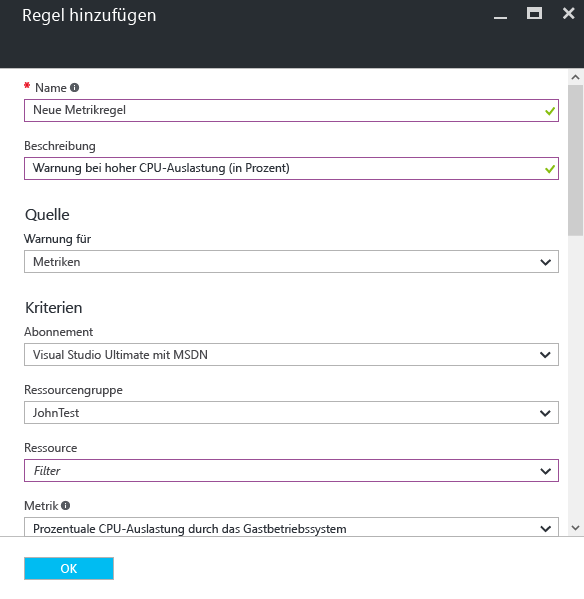 Regel hinzufügen
* Name
Neue Metrikregel
Beschreibung
Warnung bei hoher CPU-Auslastung (in Prozent)
Quelle
Warnung für
Metriken
Kriterien
Abonnement
Visual Studio Ultimate mit MSDN
Ressourcengruppe
JohnTest
Ressource
Filter
Metrik
Prozentuale CPU-Auslastung durch das Gastbetriebssystem
OK